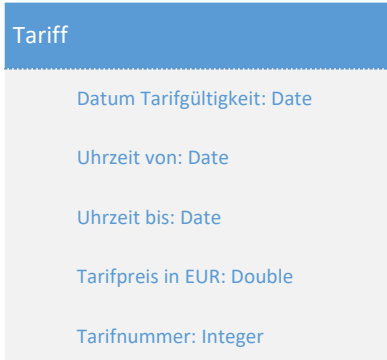 Tariff
Datum Tarifgültigkeit: Date
Uhrzeit von: Date
Uhrzeit bis: Date
Tarifpreis in EUR: Double
Tarifnummer: Integer